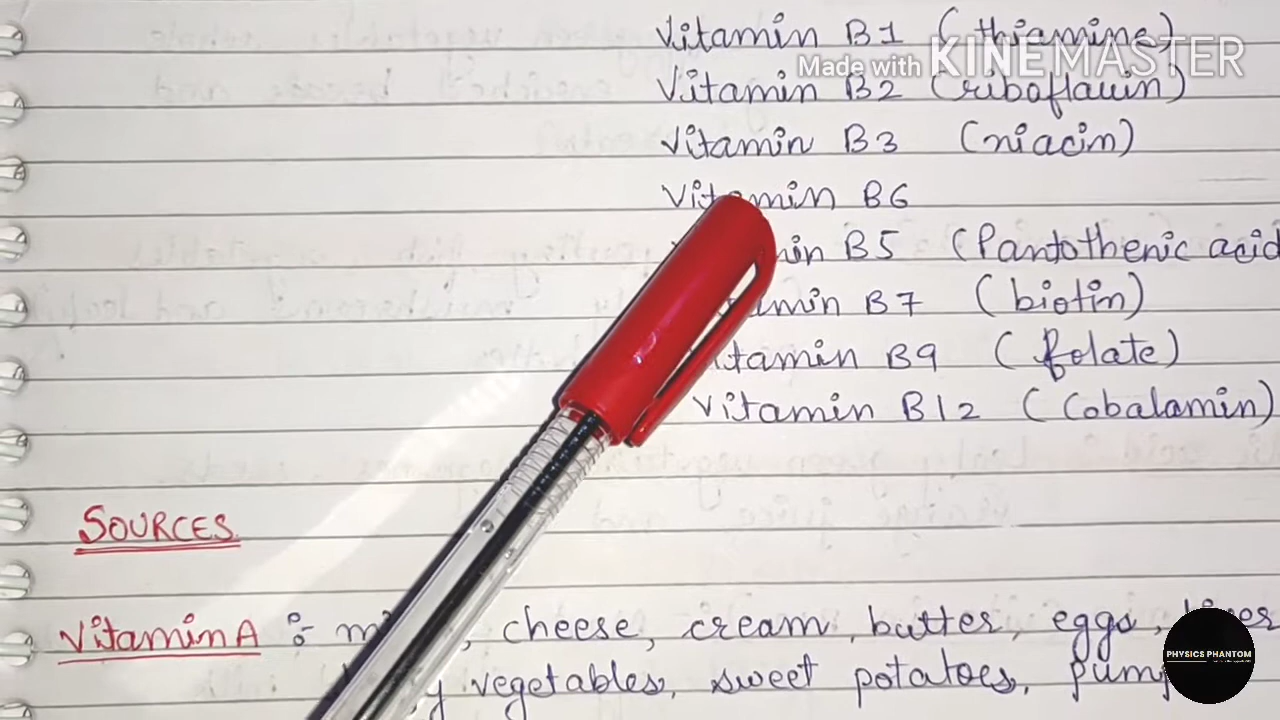 Vitamin B1 (thiamine)
Made with KINEMASTER
Vitamin B2 (riboflavin)
Vitamin B3 (niacin)
Vitamin B6
B5 (Pantothenic acid
B7 (biotin)
B9 (folate)
Vitamin B12 (Cobalamin)
SOURCES
Vitamin A :- cheese, cream, butter, eggs,
vegetables, sweet potatoes,
PHYSICS PHANTOM